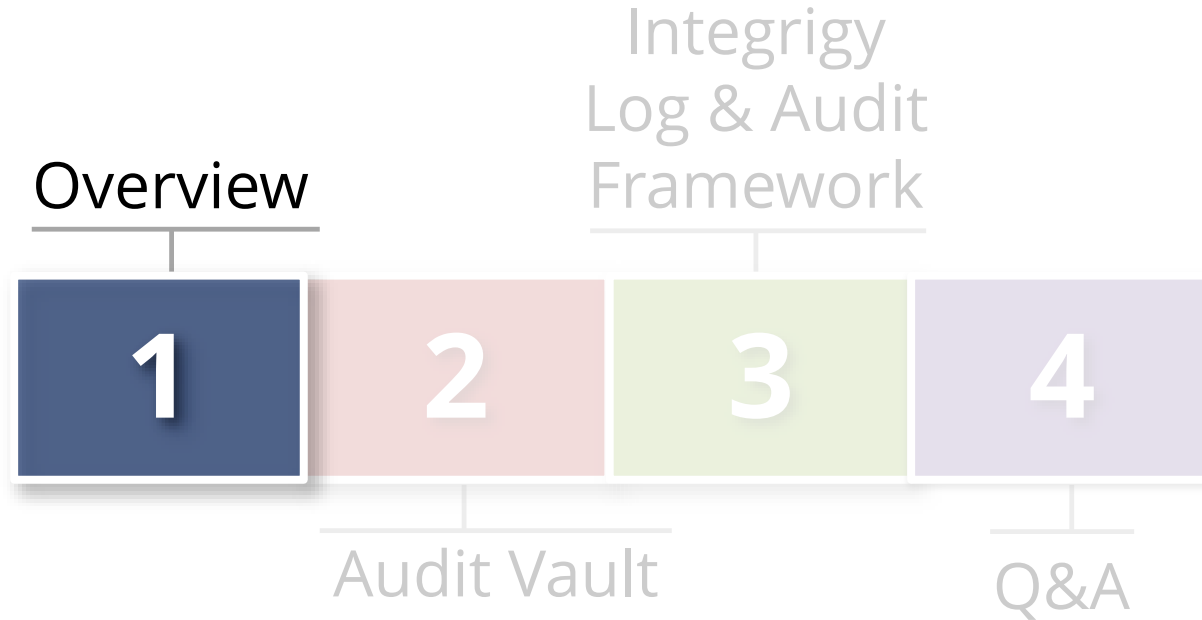 Integrigy
Log & Audit
Framework
Overview
1
2
3
4
Audit Vault
Q&A